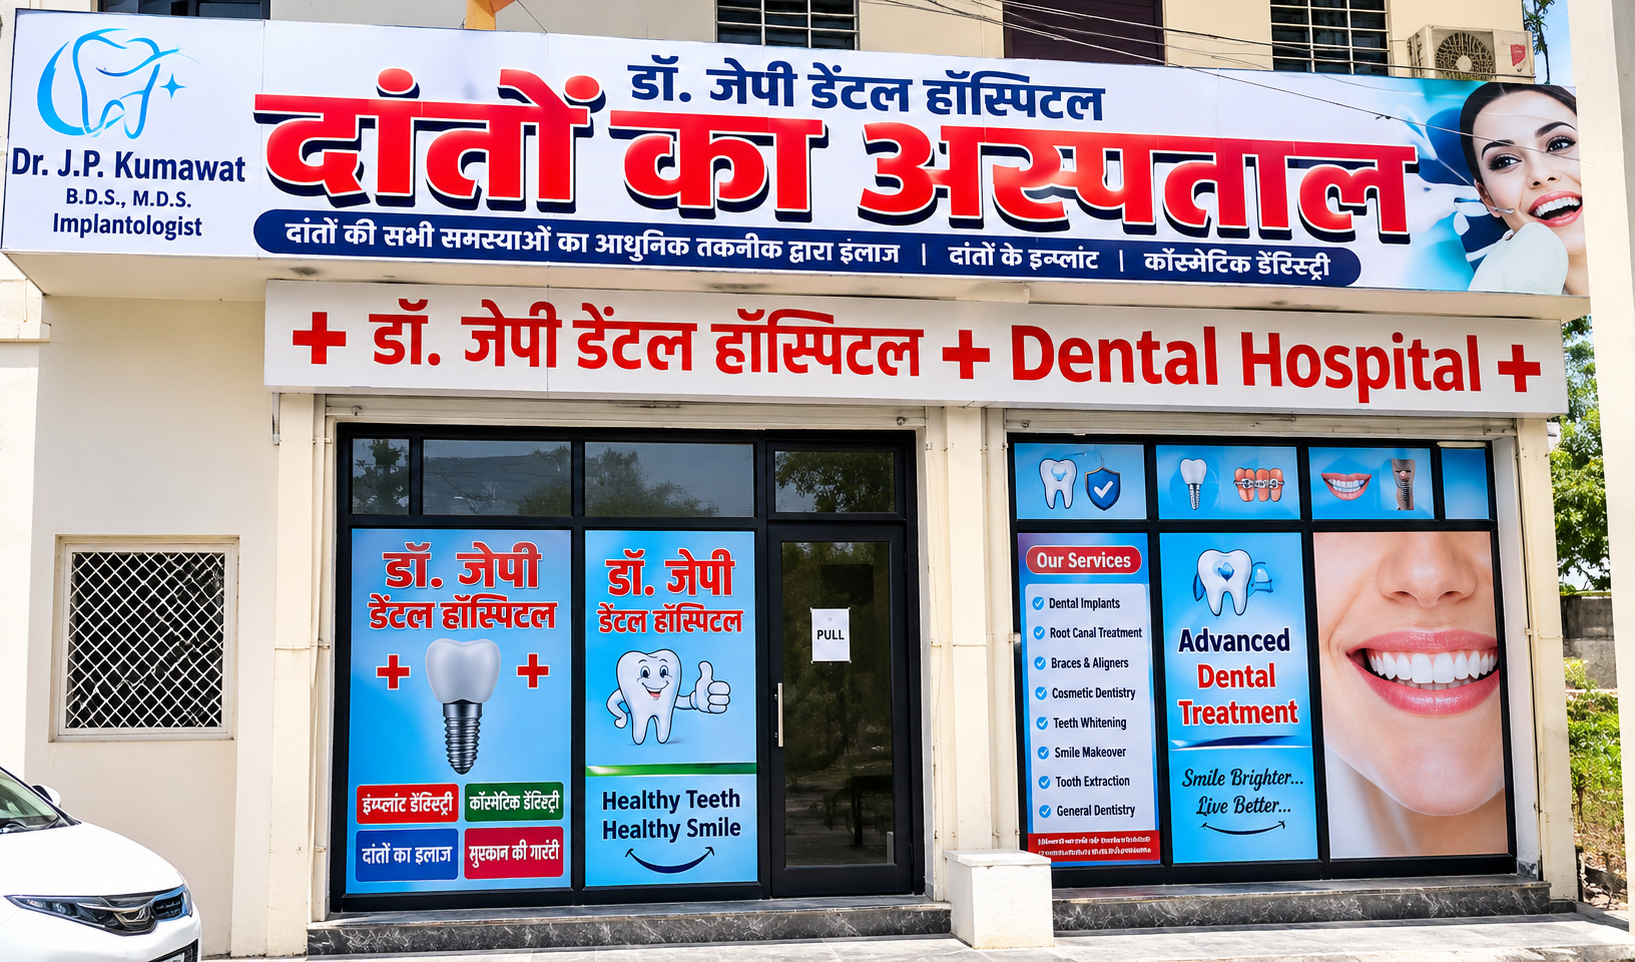 Dr. J.P. Kumawat
B.D.S., M.D.S.
Implantologist
डॉ. जेपी डेंटल हॉस्पिटल
दांतों का अस्पताल
दांतों की सभी समस्याओं का आधुनिक तकनीक द्वारा इंलाज | दांतों के इन्प्लांट | कॉस्मेटिक डेंरिस्ट्री
+ डॉ. जेपी डेंटल हॉस्पिटल + Dental Hospital +
डॉ. जेपी
डेंटल हॉस्पिटल
कॉस्मेटिक
दांतों का इलाज
की गारंटी
डॉ. जेपी
डेंटल हॉस्पिटल
Healthy Teeth
Healthy Smile
PULL
Our Services
Dental Implants
Root Canal Treatment
Braces & Aligners
Cosmetic Dentistry
Teeth Whitening
Smile Makeover
Tooth Extraction
General Dentistry
Advanced
Dental
Treatment
Smile Brighter...
Live Better...